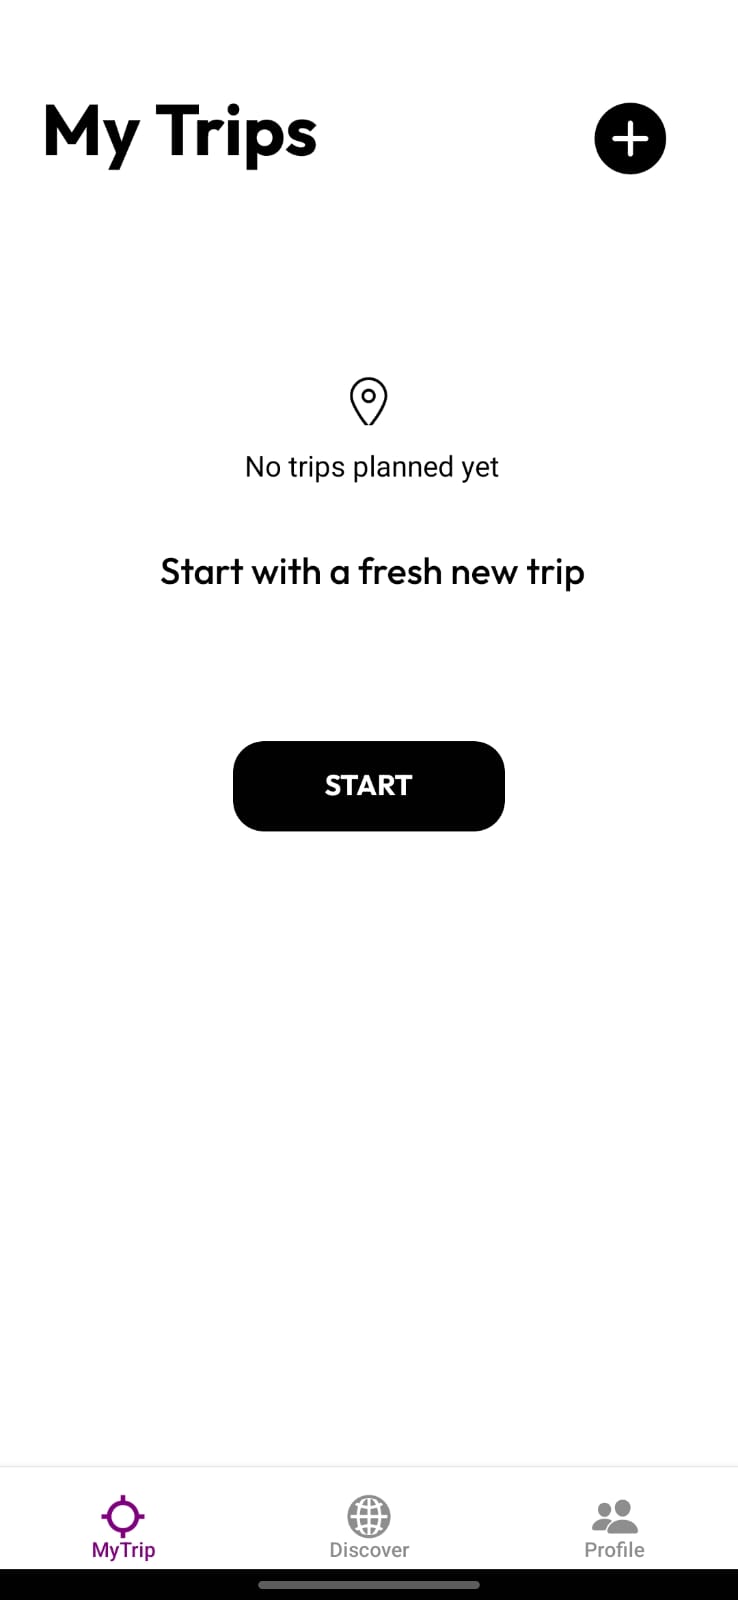 My Trips
No trips planned yet
Start with a fresh new trip
START
MyTrip
Discover
Profile